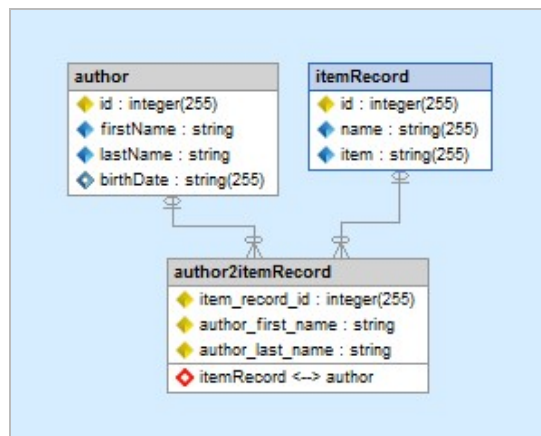 author
id : integer(255)
firstName : string
lastName : string
birthDate : string(255)
itemRecord
id : integer(255)
name : string(255)
item : string(255)
author2itemRecord
item_record_id : integer(255)
author_first_name : string
author_last_name : string
itemRecord <--> author